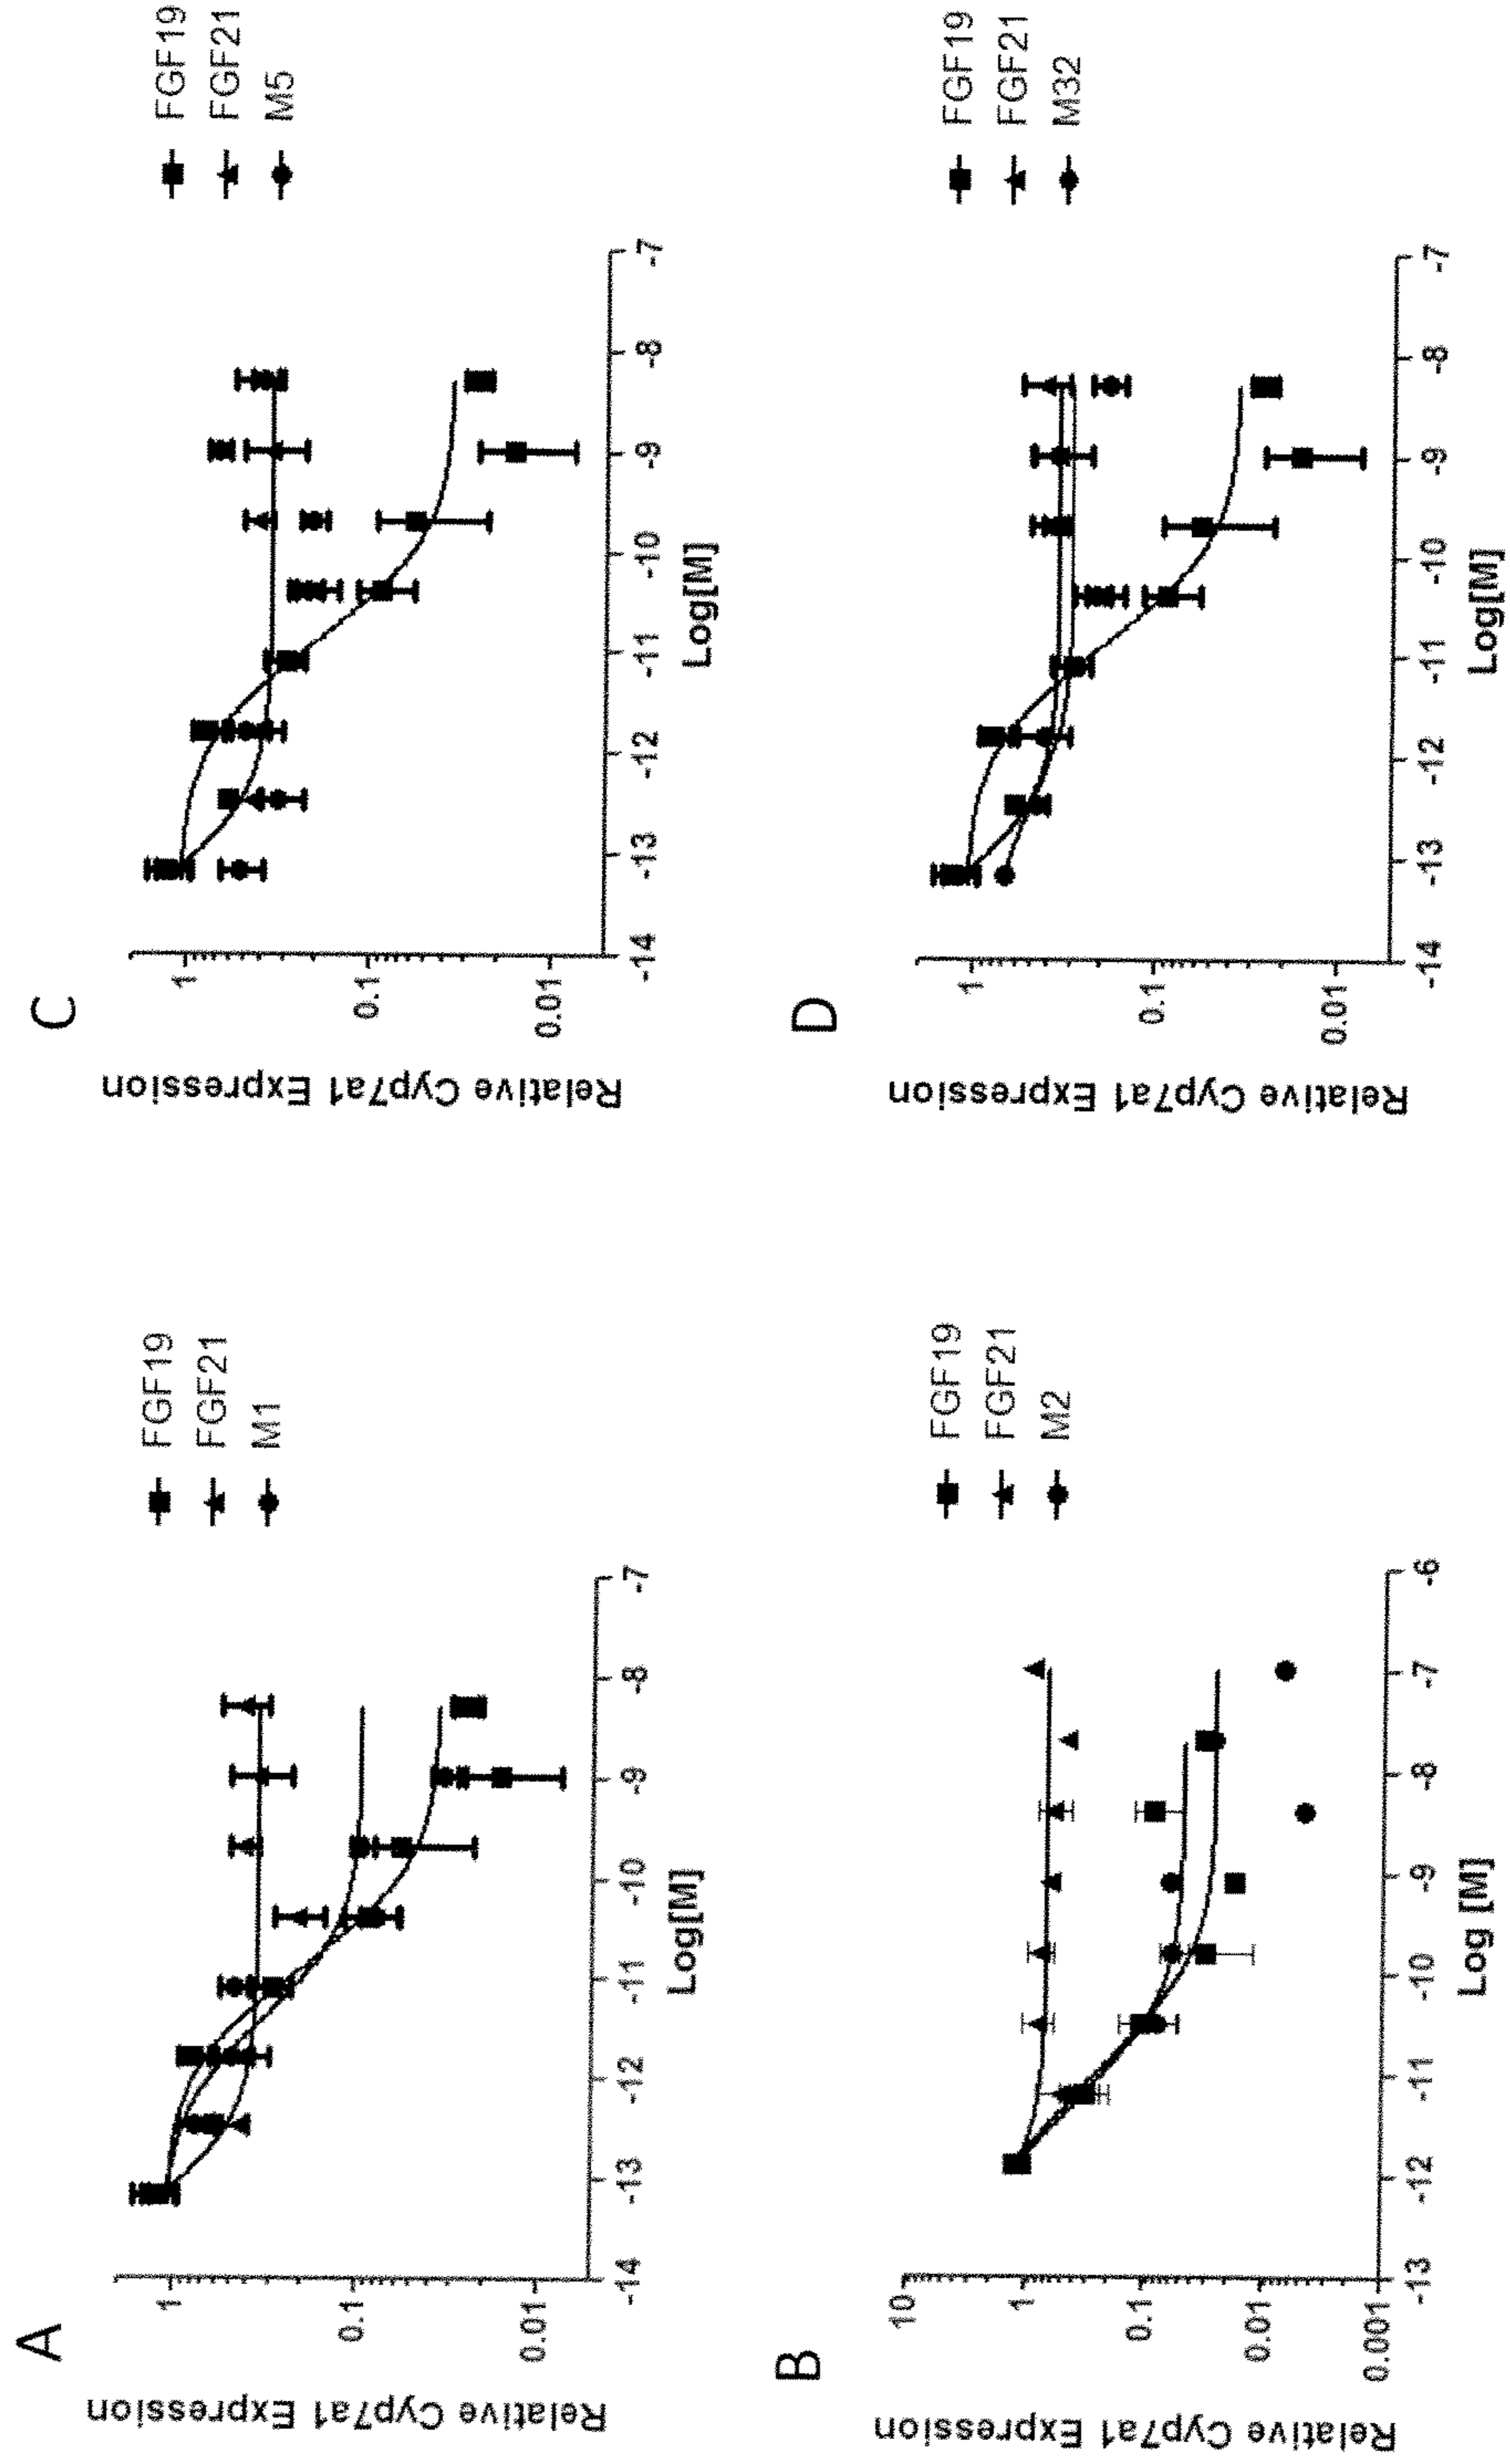 A
Relative Cyp7a1 Expression
1
0.1
0.01
-14
-13
-12
-11
-10
-9
-8
-7
Log[M]
FGF19
FGF21
M1
C
Relative Cyp7a1 Expression
1
0.1
0.01
-14
-13
-12
-11
-10
-9
-8
-7
Log[M]
FGF19
FGF21
M5
B
Relative Cyp7a1 Expression
10
1
0.1
0.01
0.001
-13
-12
-11
-10
-9
-8
-7
-6
Log [M]
FGF19
FGF21
M2
D
Relative Cyp7a1 Expression
1
0.1
0.01
-14
-13
-12
-11
-10
-9
-8
-7
Log[M]
FGF19
FGF21
M32